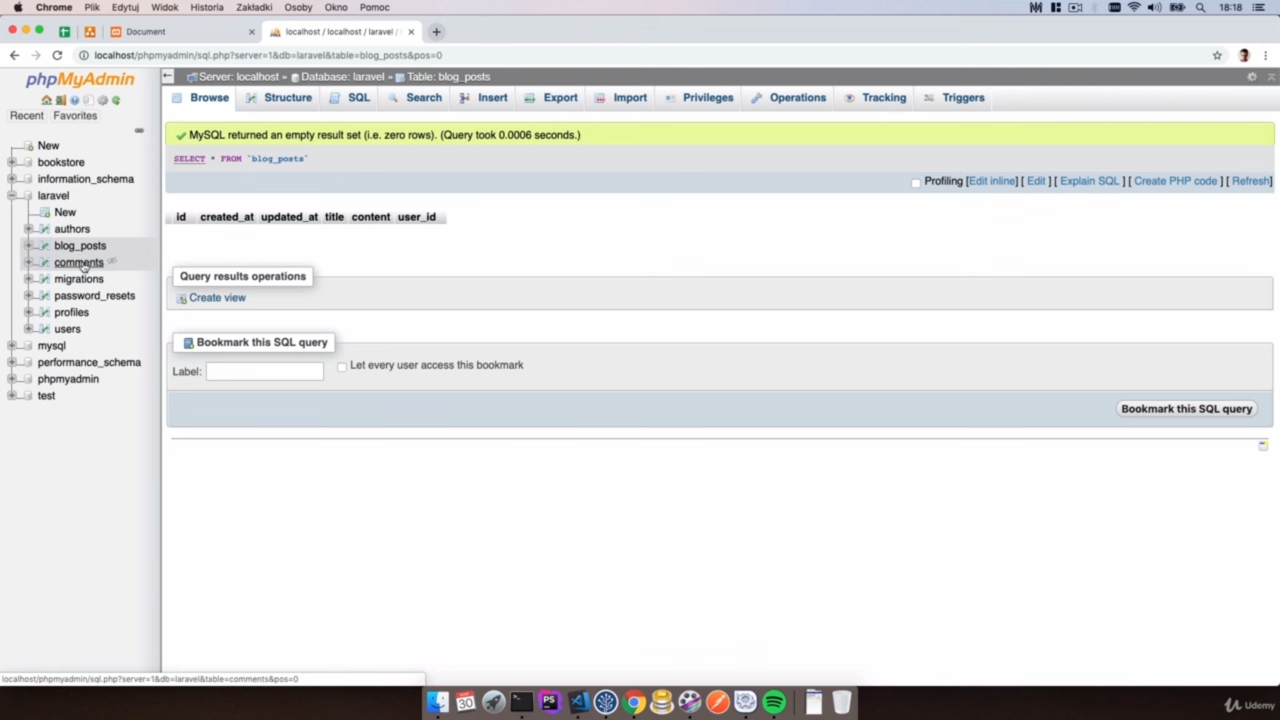 Chrome Plik Edytuj Widok Historia Zakładki Osoby Okno Pomoc 18:18
Document × localhost / localhost / laravel / × +
localhost/phpmyadmin/sql.php?server=1&db=laravel&table=blog_posts&pos=0
phpMyAdmin
Recent Favorites
New
bookstore
information_schema
laravel
New
authors
blog_posts
comments
migrations
password_resets
profiles
users
mysql
performance_schema
phpmyadmin
test
Server: localhost » Database: laravel » Table: blog_posts
Browse Structure SQL Search Insert Export Import Privileges Operations Tracking Triggers
MySQL returned an empty result set (i.e. zero rows). (Query took 0.0006 seconds.)
SELECT * FROM `blog_posts`
Profiling [Edit inline] [ Edit ] [ Explain SQL ] [ Create PHP code ] [ Refresh]
id created_at updated_at title content user_id
Query results operations
Create view
Bookmark this SQL query
Label: Let every user access this bookmark
Bookmark this SQL query
localhost/phpmyadmin/sql.php?server=1&db=laravel&table=comments&pos=0
30 PS
Udemy